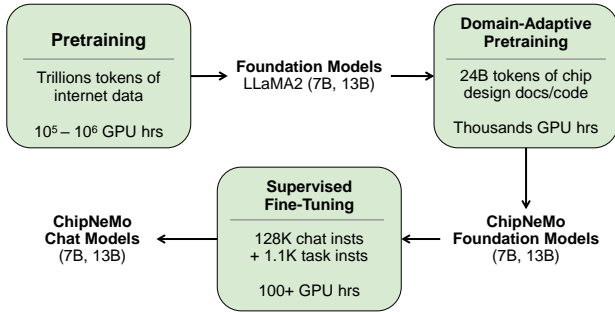 Pretraining
Trillions tokens of
internet data
10⁵ – 10⁶ GPU hrs
Foundation Models
LLaMA2 (7B, 13B)
Domain-Adaptive
Pretraining
24B tokens of chip
design docs/code
Thousands GPU hrs
ChipNeMo
Foundation Models
(7B, 13B)
Supervised
Fine-Tuning
128K chat insts
+ 1.1K task insts
100+ GPU hrs
ChipNeMo
Chat Models
(7B, 13B)